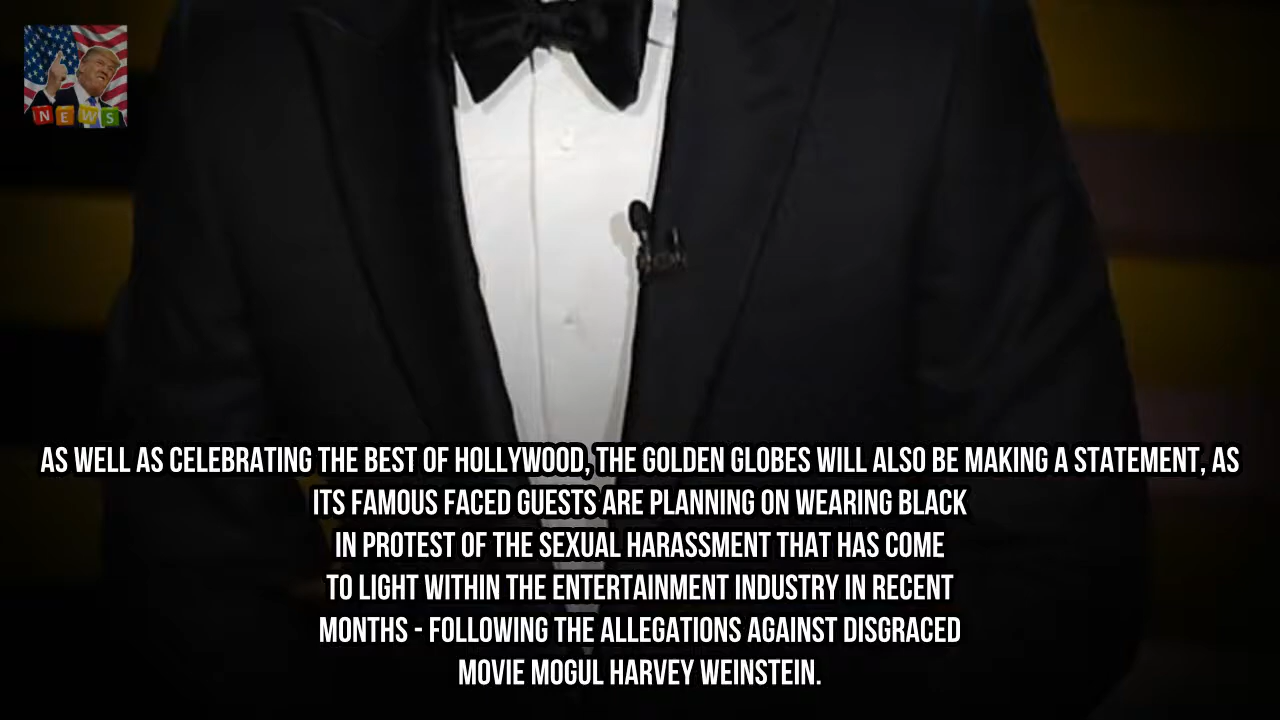 NEWS
AS WELL AS CELEBRATING THE BEST OF HOLLYWOOD, THE GOLDEN GLOBES WILL ALSO BE MAKING A STATEMENT, AS
ITS FAMOUS FACED GUESTS ARE PLANNING ON WEARING BLACK
IN PROTEST OF THE SEXUAL HARASSMENT THAT HAS COME
TO LIGHT WITHIN THE ENTERTAINMENT INDUSTRY IN RECENT
MONTHS - FOLLOWING THE ALLEGATIONS AGAINST DISGRACED
MOVIE MOGUL HARVEY WEINSTEIN.